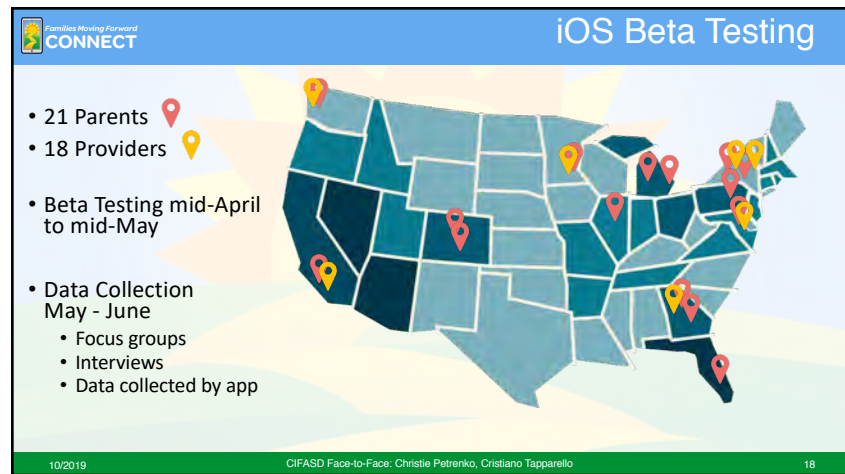 Families Moving Forward
CONNECT
iOS Beta Testing
• 21 Parents
• 18 Providers
• Beta Testing mid-April
to mid-May
• Data Collection
May - June
• Focus groups
• Interviews
• Data collected by app
10/2019
CIFASD Face-to-Face: Christie Petrenko, Cristiano Tapparello
18